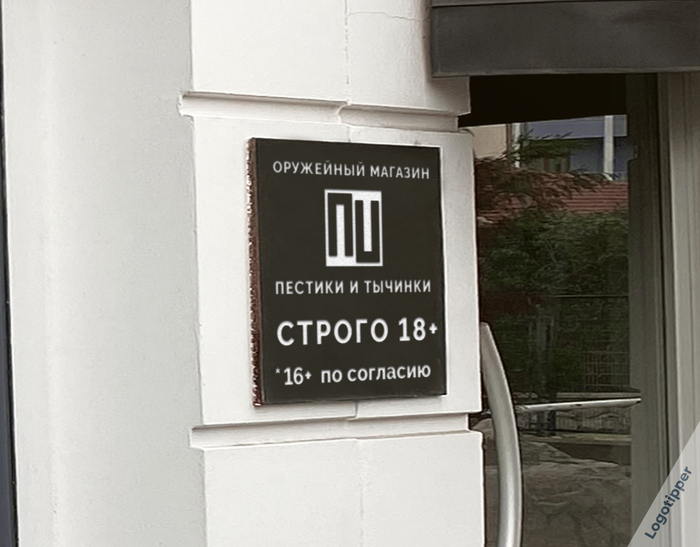 ОРУЖЕЙНЫЙ МАГАЗИН
ПЕСТИКИ И ТЫЧИНКИ
СТРОГО 18+
*16+ ПО СОГЛАСИЮ
Logotipper